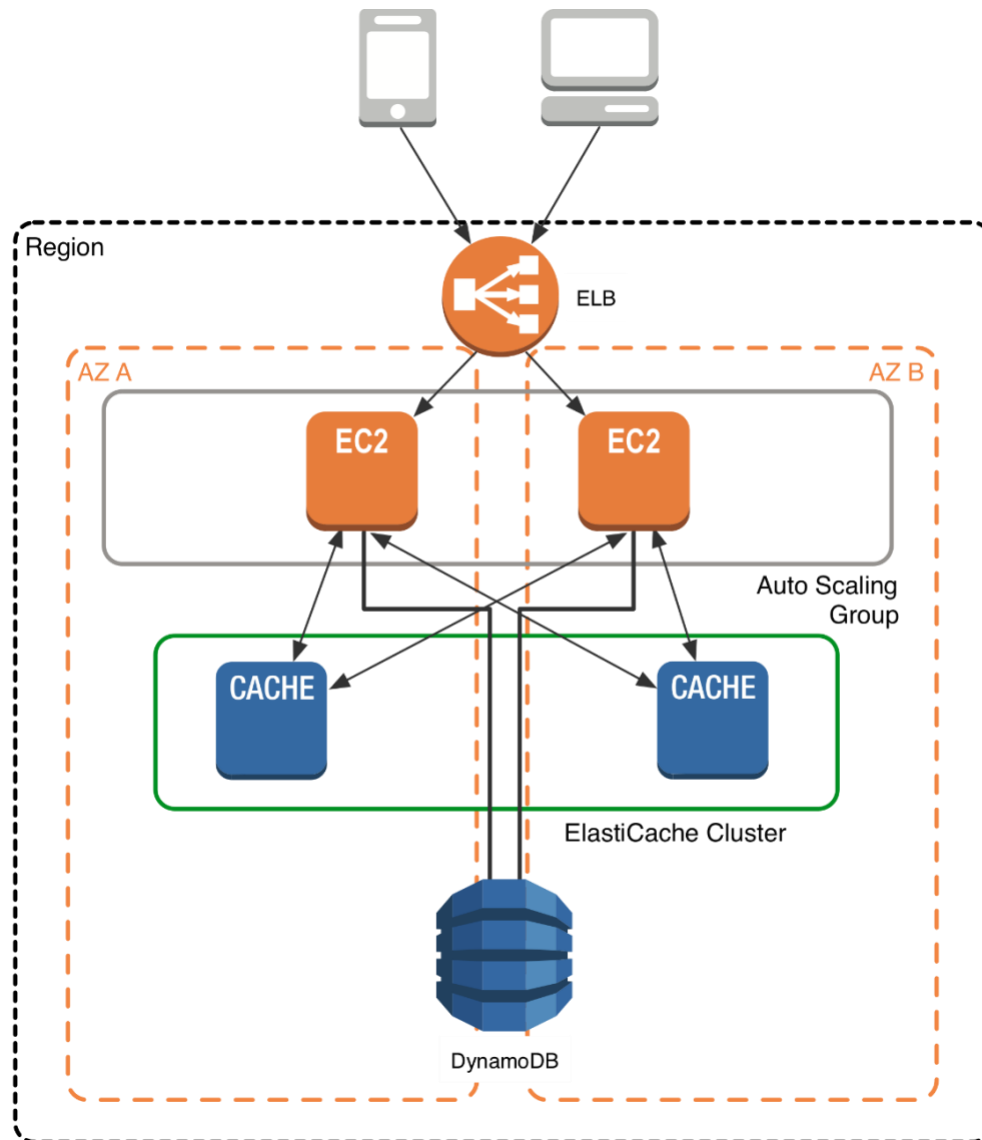 Region
ELB
AZ A
AZ B
EC2
EC2
Auto Scaling
Group
CACHE
CACHE
ElastiCache Cluster
DynamoDB